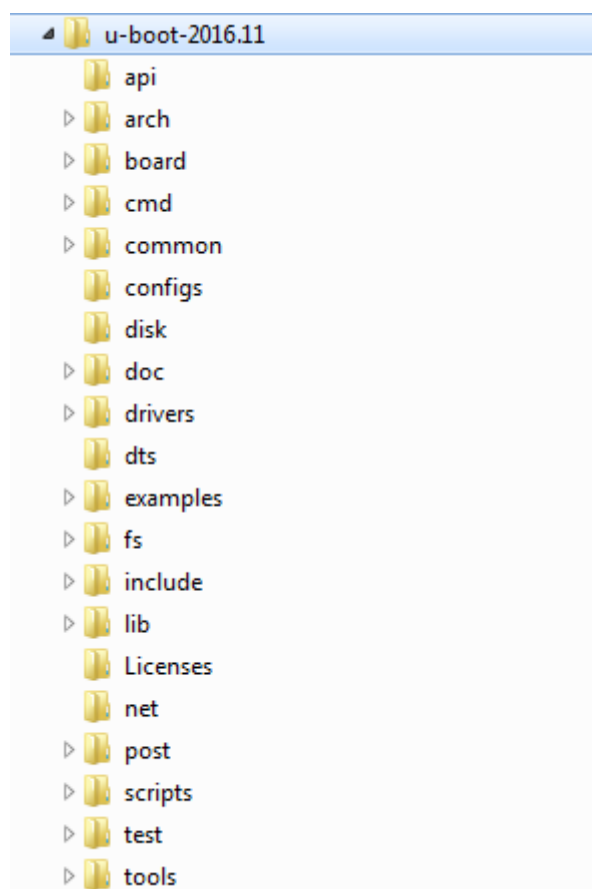 u-boot-2016.11
api
arch
board
cmd
common
configs
disk
doc
drivers
dts
examples
fs
include
lib
Licenses
net
post
scripts
test
tools